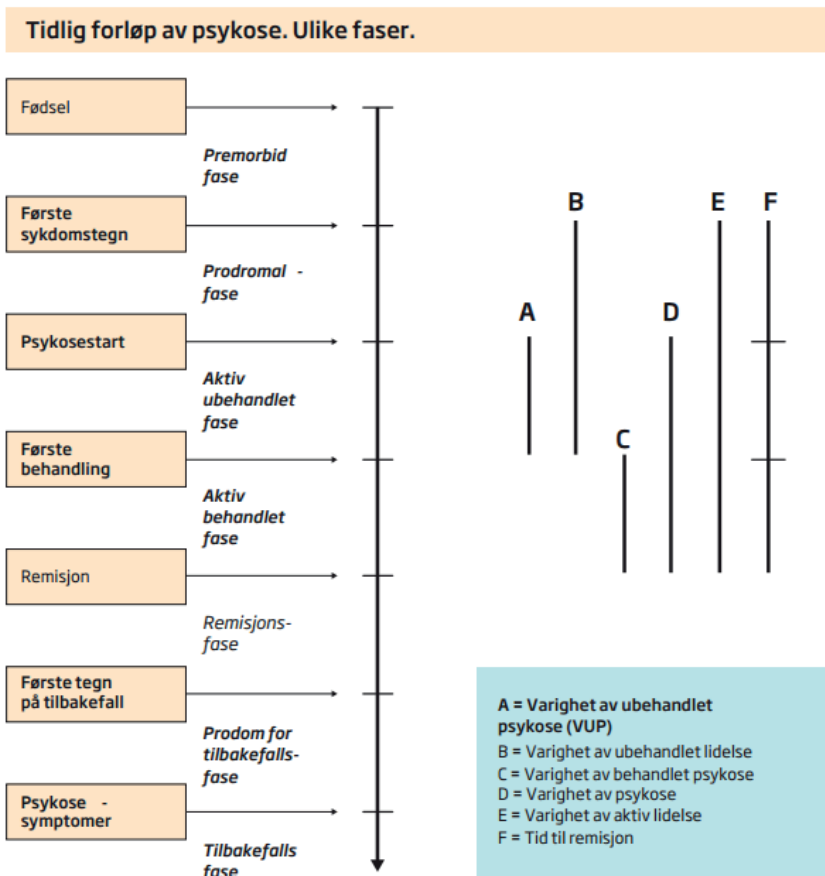 Tidlig forløp av psykose. Ulike faser.
Fødsel
Premorbid
fase
Første
sykdomstegn
Prodromal -
fase
Psykosestart
Aktiv
ubehandlet
fase
Første
behandling
Aktiv
behandlet
fase
Remisjon
Remisjons-
fase
Første tegn
på tilbakefall
Prodom for
tilbakefalls-
fase
Psykose -
symptomer
Tilbakefalls
fase
A
B
C
D
E
F
A = Varighet av ubehandlet
psykose (VUP)
B = Varighet av ubehandlet lidelse
C = Varighet av behandlet psykose
D = Varighet av psykose
E = Varighet av aktiv lidelse
F = Tid til remisjon